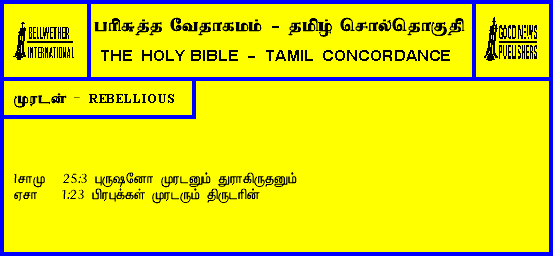 BELLWETHER
INTERNATIONAL
பரிசுத்த வேதாகமம் - தமிழ் சொல்தொகுதி
THE HOLY BIBLE - TAMIL CONCORDANCE
GOOD NEWS
PUBLISHERS
முரடன் - REBELLIOUS
1சாமு 25:3 புருஷனோ முரடனும் துராகிருதனும்
ஏசா 1:23 பிரபுக்கள் முரடரும் திருடரின்